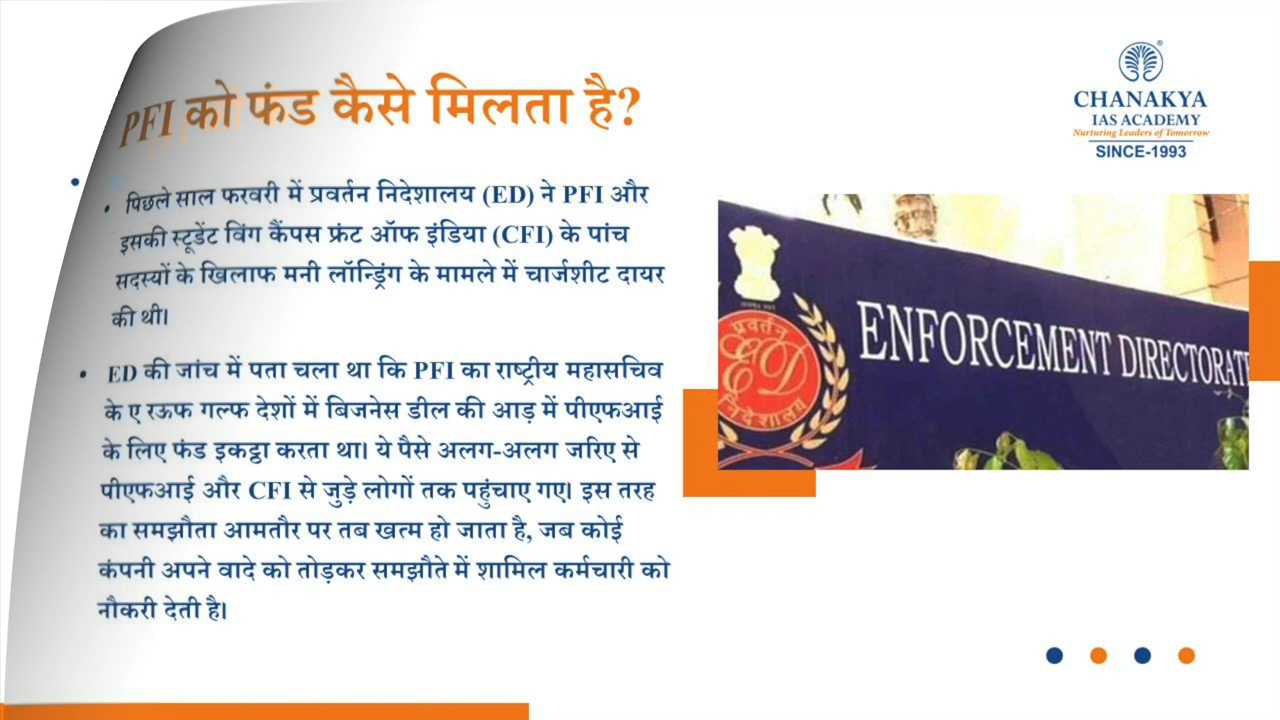 PFI को फंड कैसे मिलता है?
CHANAKYA
IAS ACADEMY
Nurturing Leaders of Tomorrow
SINCE-1993
• पिछले साल फरवरी में प्रवर्तन निदेशालय (ED) ने PFI और
इसकी स्टूडेंट विंग कैंपस फ्रंट ऑफ इंडिया (CFI) के पांच
सदस्यों के खिलाफ मनी लॉन्ड्रिंग के मामले में चार्जशीट दायर
की थी।
• ED की जांच में पता चला था कि PFI का राष्ट्रीय महासचिव
के ए रऊफ गल्फ देशों में बिजनेस डील की आड़ में पीएफआई
के लिए फंड इकट्ठा करता था। ये पैसे अलग-अलग जरिए से
पीएफआई और CFI से जुड़े लोगों तक पहुंचाए गए। इस तरह
का समझौता आमतौर पर तब खत्म हो जाता है, जब कोई
कंपनी अपने वादे को तोड़कर समझौते में शामिल कर्मचारी को
नौकरी देती है।
प्रवर्तन
ED
निदेशालय
ENFORCEMENT DIRECTORATE